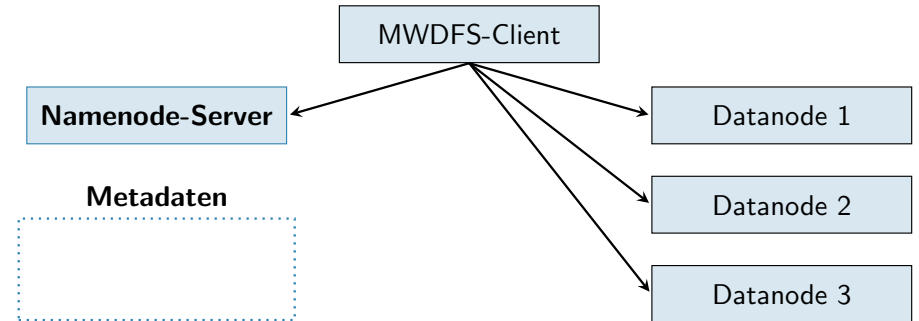 MWDFS-Client
Namenode-Server
Datanode 1
Metadaten
Datanode 2
Datanode 3